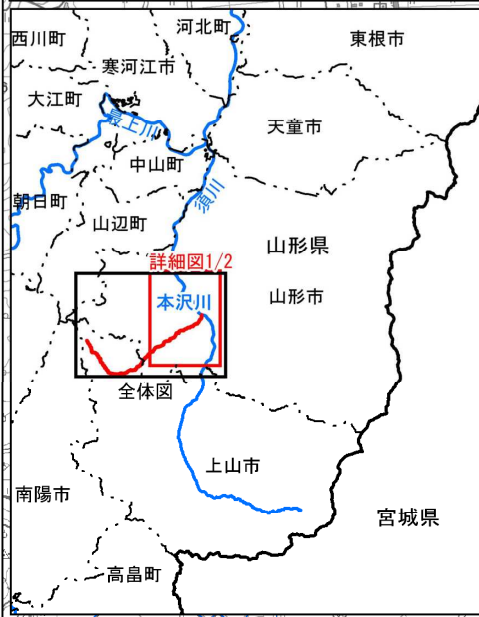 河北町
西川町
東根市
寒河江市
大江町
最上川
天童市
中山町
朝日町
須川
山辺町
山形県
詳細図1/2
本沢川
山形市
全体図
上山市
南陽市
宮城県
高畠町